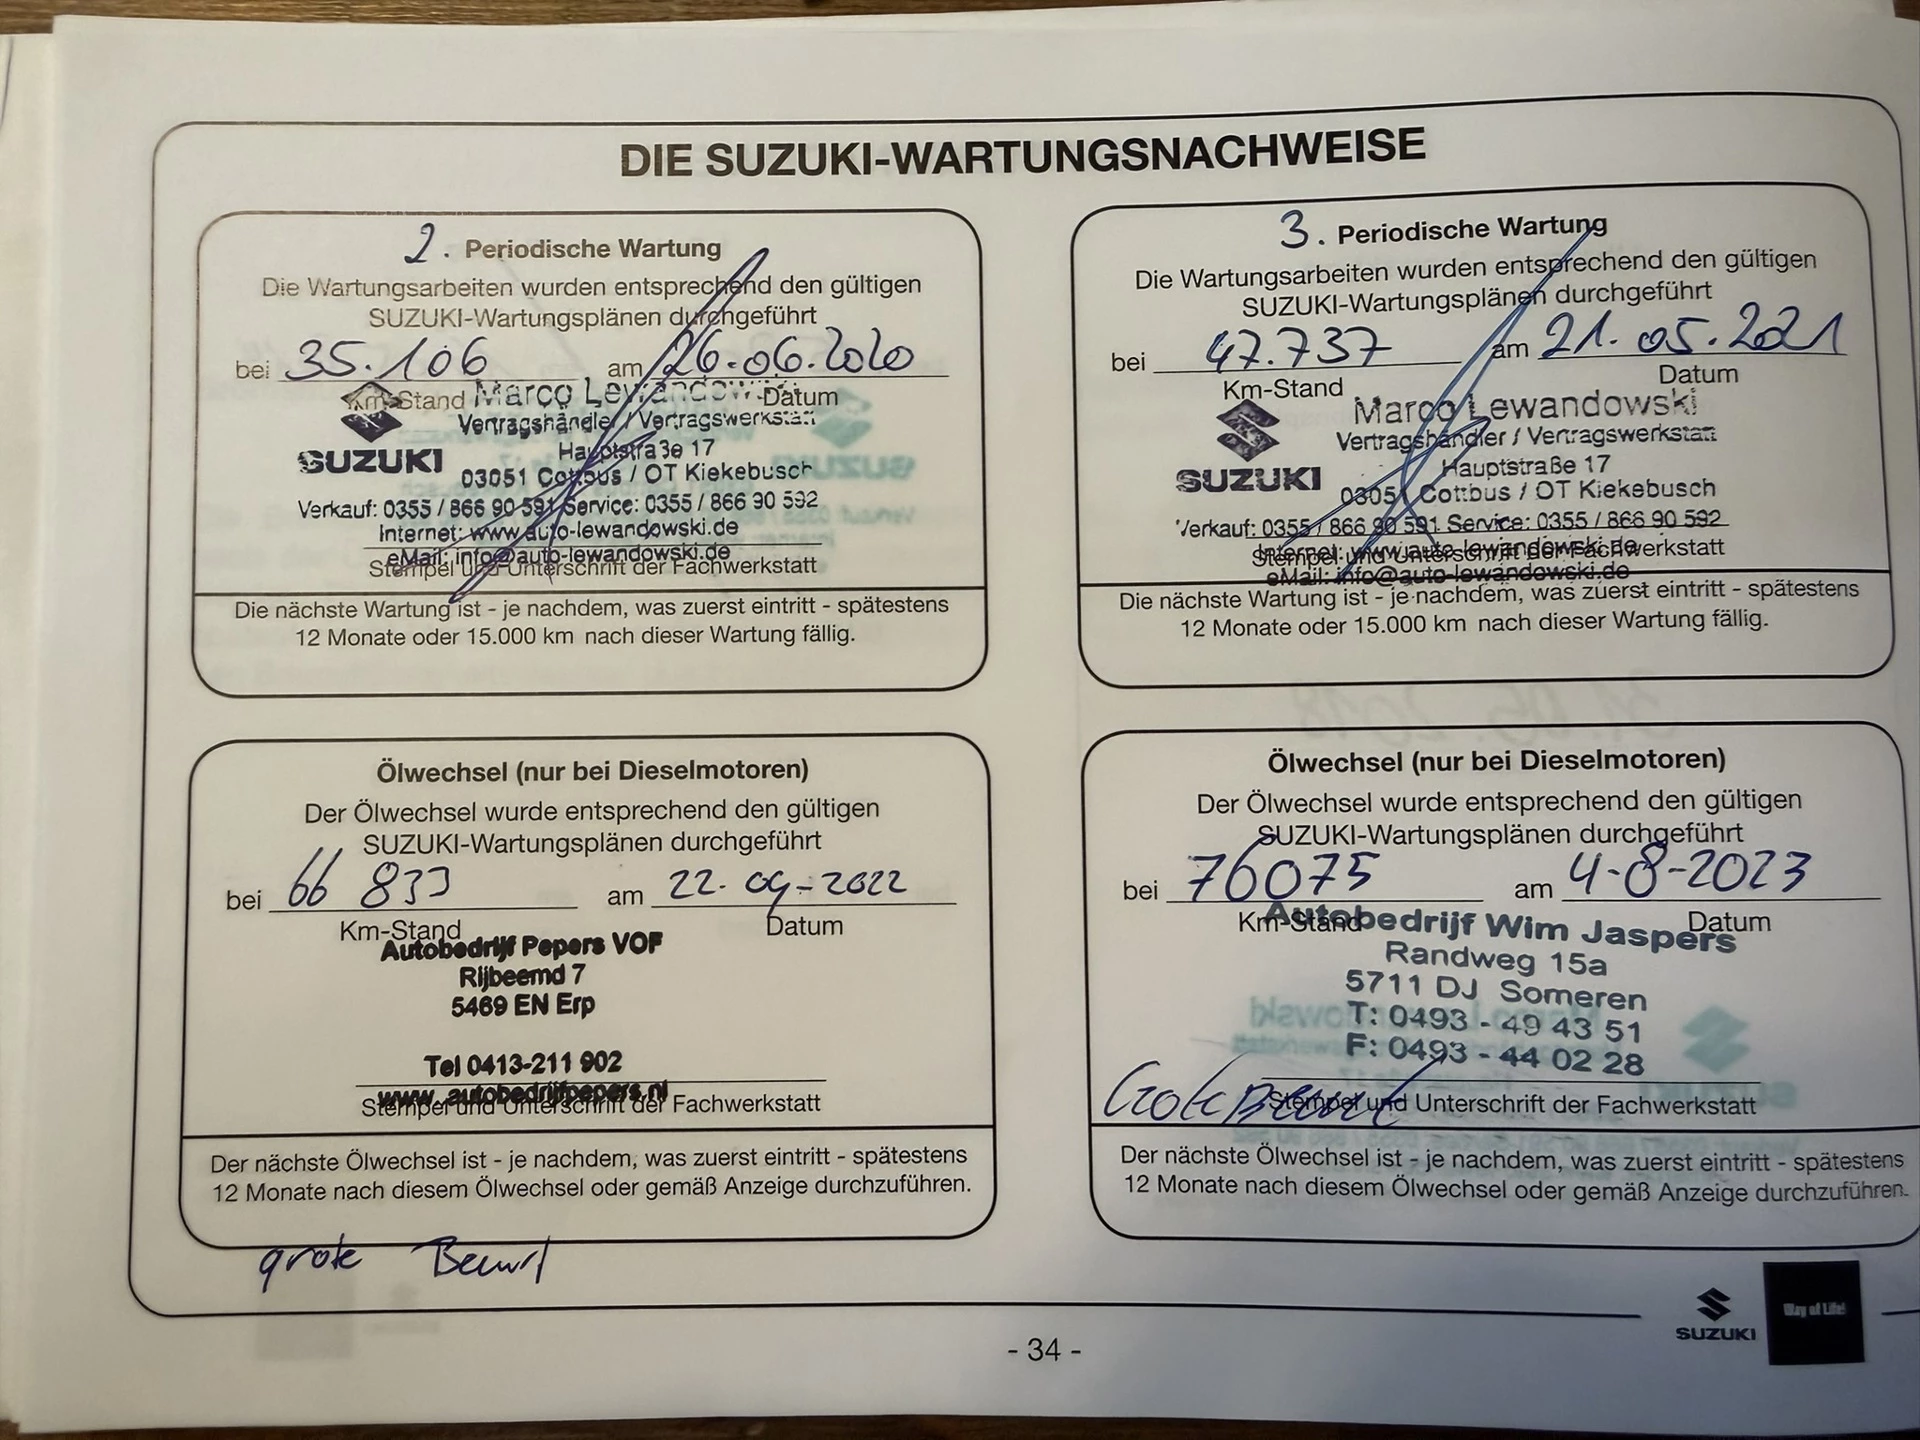 DIE SUZUKI-WARTUNGSNACHWEISE
2. Periodische Wartung
Die Wartungsarbeiten wurden entsprechend den gültigen
SUZUKI-Wartungsplänen durchgeführt
bei 35.106 am 26.06.2020
Km-Stand Datum
Marco Lewandowski
Vertragshändler / Vertragswerkstatt
Hauptstraße 17
SUZUKI
03051 Cottbus / OT Kiekebusch
Verkauf: 0355 / 866 90 591 Service: 0355 / 866 90 592
Internet: www.auto-lewandowski.de
eMail: info@auto-lewandowski.de
Stempel und Unterschrift der Fachwerkstatt
Die nächste Wartung ist - je nachdem, was zuerst eintritt - spätestens
12 Monate oder 15.000 km nach dieser Wartung fällig.
3. Periodische Wartung
Die Wartungsarbeiten wurden entsprechend den gültigen
SUZUKI-Wartungsplänen durchgeführt
bei 47.737 am 21.05.2021
Km-Stand Datum
Marco Lewandowski
Vertragshändler / Vertragswerkstatt
Hauptstraße 17
SUZUKI
03051 Cottbus / OT Kiekebusch
Verkauf: 0355 / 866 90 591 Service: 0355 / 866 90 592
Internet: www.auto-lewandowski.de
Stempel und Unterschrift der Fachwerkstatt
eMail: info@auto-lewandowski.de
Die nächste Wartung ist - je nachdem, was zuerst eintritt - spätestens
12 Monate oder 15.000 km nach dieser Wartung fällig.
Ölwechsel (nur bei Dieselmotoren)
Der Ölwechsel wurde entsprechend den gültigen
SUZUKI-Wartungsplänen durchgeführt
bei 66 833 am 22-09-2022
Km-Stand Datum
Autobedrijf Pepers VOF
Rijbeemd 7
5469 EN Erp
Tel 0413-211 902
www.autobedrijfpepers.nl
Stempel und Unterschrift der Fachwerkstatt
Der nächste Ölwechsel ist - je nachdem, was zuerst eintritt - spätestens
12 Monate nach diesem Ölwechsel oder gemäß Anzeige durchzuführen.
grote Beurt
Ölwechsel (nur bei Dieselmotoren)
Der Ölwechsel wurde entsprechend den gültigen
SUZUKI-Wartungsplänen durchgeführt
bei 76075 am 4-8-2023
Km-Stand Datum
Autobedrijf Wim Jaspers
Randweg 15a
5711 DJ Someren
T: 0493 - 49 43 51
F: 0493 - 44 02 28
Grote Beurt
Stempel und Unterschrift der Fachwerkstatt
Der nächste Ölwechsel ist - je nachdem, was zuerst eintritt - spätestens
12 Monate nach diesem Ölwechsel oder gemäß Anzeige durchzuführen.
SUZUKI
Way of Life!
- 34 -